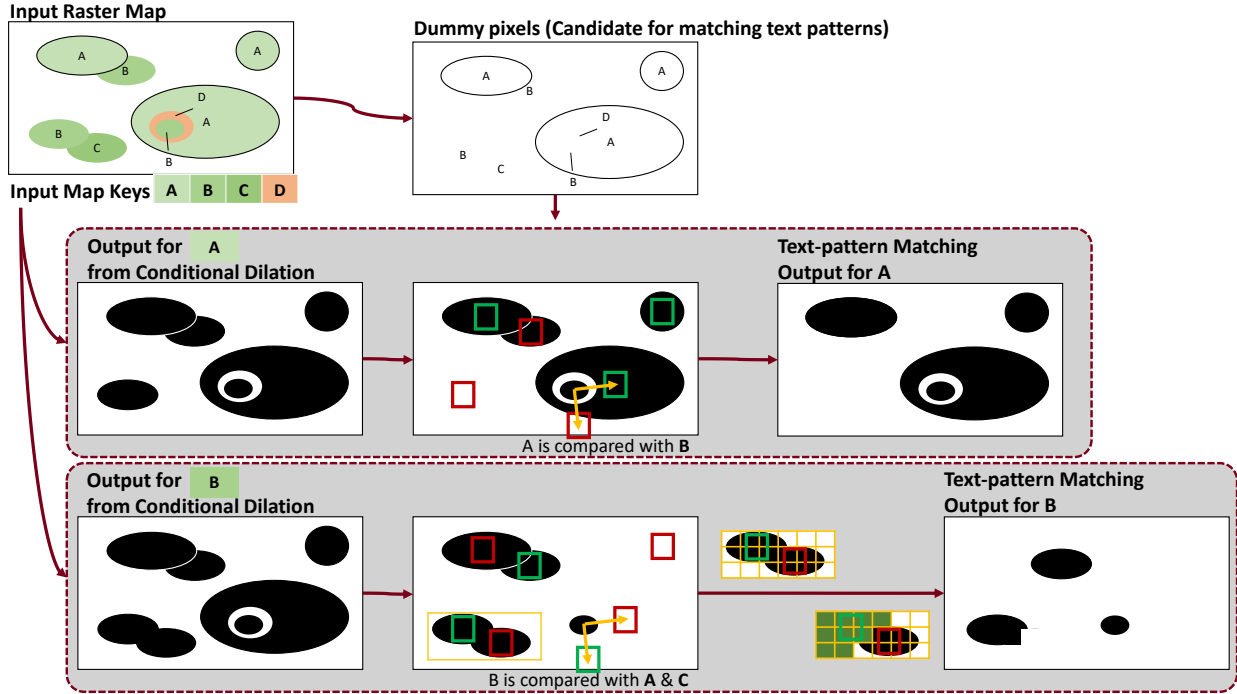 Input Raster Map
A
B
A
D
A
B
C
B
Input Map Keys A B C D
Dummy pixels (Candidate for matching text patterns)
A
A
B
D
A
B
C
B
Output for A
from Conditional Dilation
Text-pattern Matching
Output for A
A is compared with B
Output for B
from Conditional Dilation
Text-pattern Matching
Output for B
B is compared with A & C